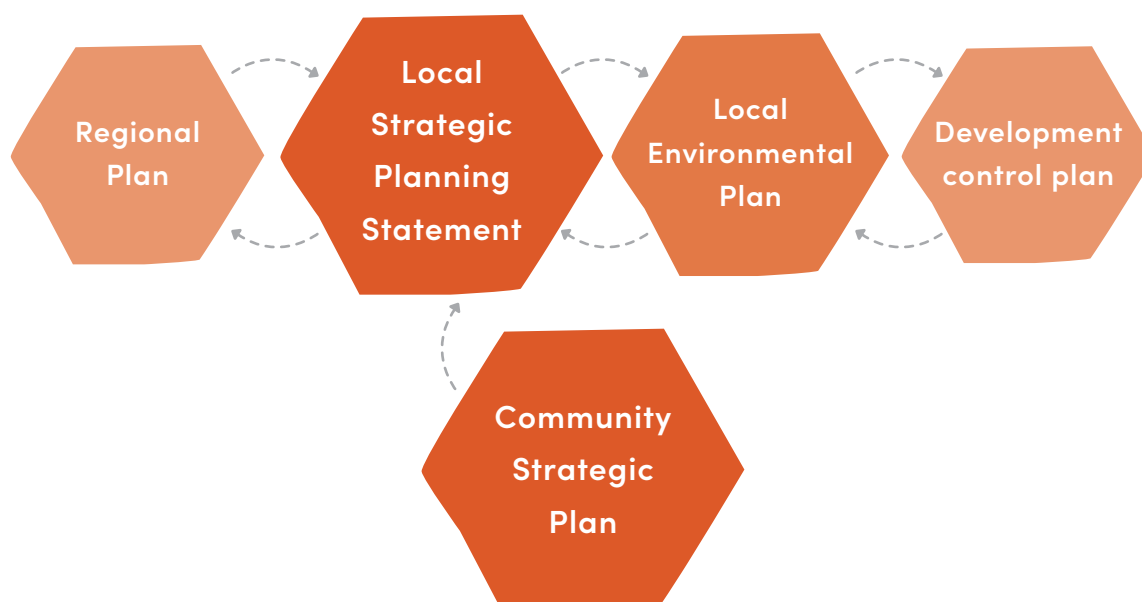 Regional
Plan
Local
Strategic
Planning
Statement
Local
Environmental
Plan
Development
control plan
Community
Strategic
Plan